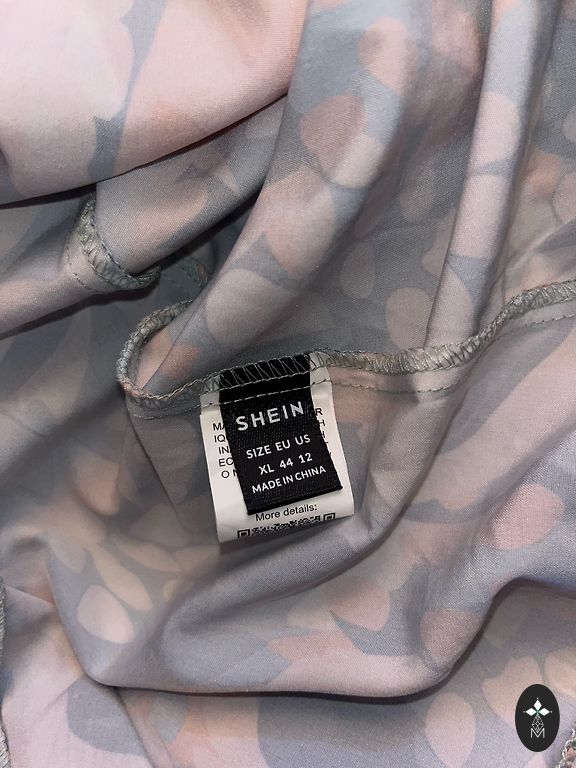 SHEIN
SIZE EU US
XL 44 12
MADE IN CHINA
More details: